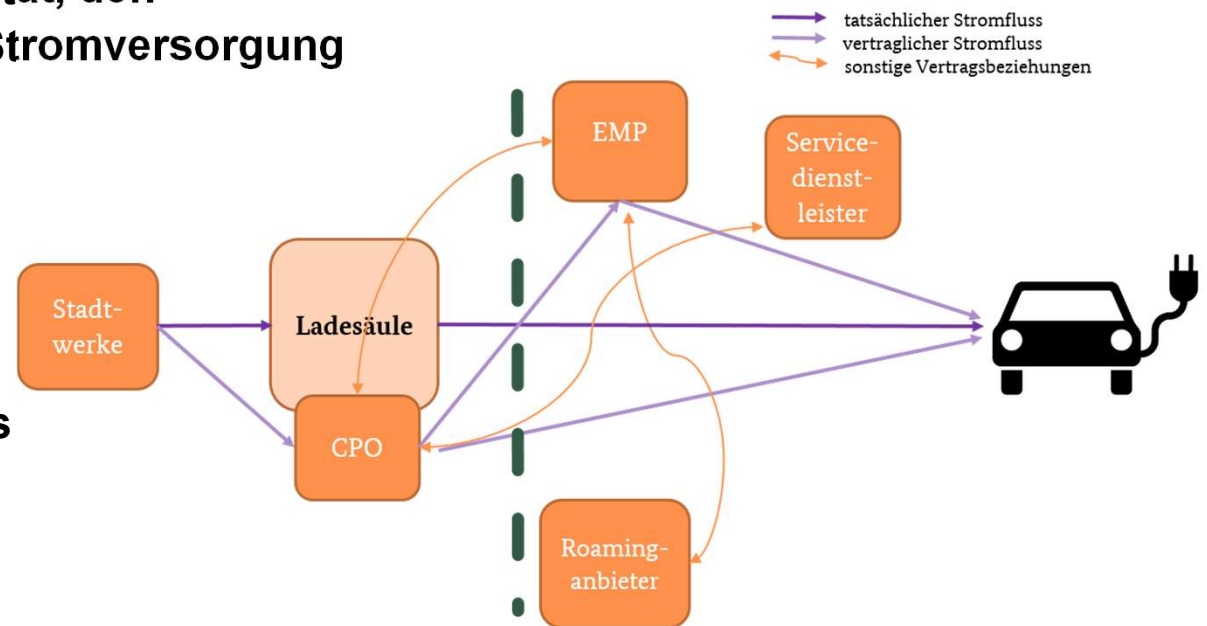 Stromversorgung
tatsächlicher Stromfluss
vertraglicher Stromfluss
sonstige Vertragsbeziehungen
EMP
Service-
dienst-
leister
Stadt-
werke
Ladesäule
CPO
Roaming-
anbieter